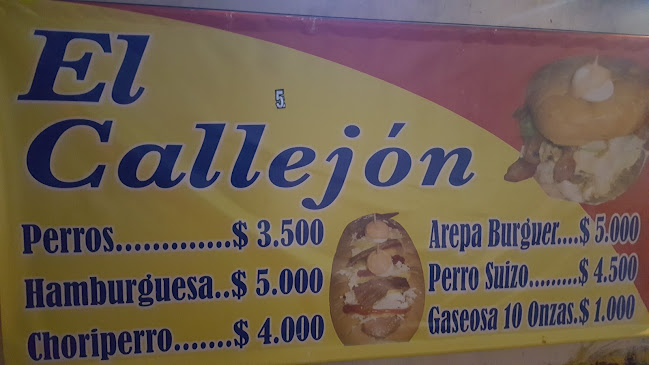 El
5
Callejón
Perros.............$ 3.500
Hamburguesa..$ 5.000
Choriperro.......$ 4.000
Arepa Burguer....$ 5.000
Perro Suizo.........$ 4.500
Gaseosa 10 Onzas.$ 1.000